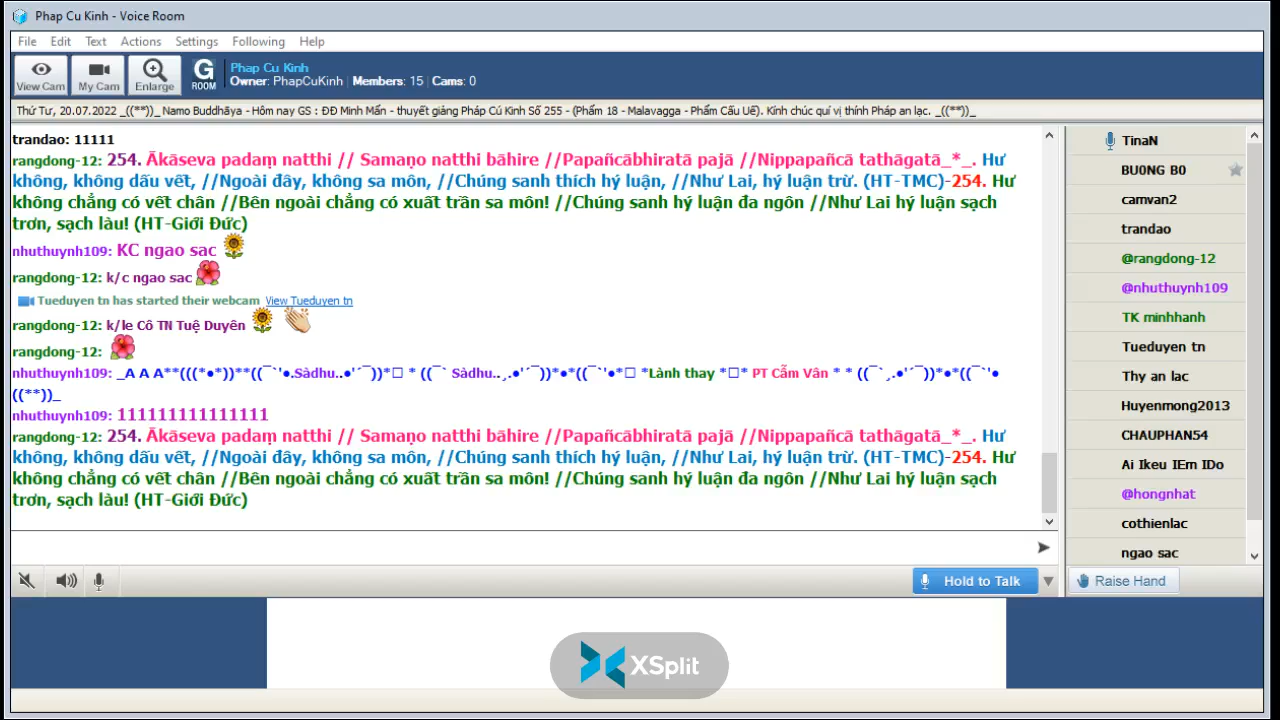 Phap Cu Kinh - Voice Room
File Edit Text Actions Settings Following Help
View Cam My Cam Enlarge G ROOM
Phap Cu Kinh
Owner: PhapCuKinh | Members: 15 | Cams: 0
Thứ Tư, 20.07.2022 _((**))_ Namo Buddhāya - Hôm nay GS : ĐĐ Minh Mẩn - thuyết giảng Pháp Cú Kinh Số 255 - (Phẩm 18 - Malavagga - Phẩm Cấu Uế). Kính chúc quí vị thính Pháp an lạc. _((**))_
trandao: 11111
rangdong-12: 254. Ākāseva padaṃ natthi // Samaṇo natthi bāhire //Papañcābhiratā pajā //Nippapañcā tathāgatā_*_. Hư
không, không dấu vết, //Ngoài đây, không sa môn, //Chúng sanh thích hý luận, //Như Lai, hý luận trừ. (HT-TMC)-254. Hư
không chẳng có vết chân //Bên ngoài chẳng có xuất trần sa môn! //Chúng sanh hý luận đa ngôn //Như Lai hý luận sạch
trơn, sạch làu! (HT-Giới Đức)
nhuthuynh109: KC ngao sac
rangdong-12: k/c ngao sac
Tueduyen tn has started their webcam View Tueduyen tn
rangdong-12: k/le Cô TN Tuệ Duyên
rangdong-12:
nhuthuynh109: _A A A**(((*●*))**((¯`'●.Sàdhu..●'´¯))*□ * ((¯` Sàdhu..¸.●'´¯))*●*((¯`'●*□ *Lành thay *□* PT Cẩm Vân * * ((¯`¸.●'´¯))*●*((¯`'●
((**))_
nhuthuynh109: 111111111111111
rangdong-12: 254. Ākāseva padaṃ natthi // Samaṇo natthi bāhire //Papañcābhiratā pajā //Nippapañcā tathāgatā_*_. Hư
không, không dấu vết, //Ngoài đây, không sa môn, //Chúng sanh thích hý luận, //Như Lai, hý luận trừ. (HT-TMC)-254. Hư
không chẳng có vết chân //Bên ngoài chẳng có xuất trần sa môn! //Chúng sanh hý luận đa ngôn //Như Lai hý luận sạch
trơn, sạch làu! (HT-Giới Đức)
TinaN
BU0NG B0
camvan2
trandao
@rangdong-12
@nhuthuynh109
TK minhhanh
Tueduyen tn
Thy an lac
Huyenmong2013
CHAUPHAN54
Ai Ikeu IEm IDo
@hongnhat
cothienlac
ngao sac
Hold to Talk
Raise Hand
XSplit